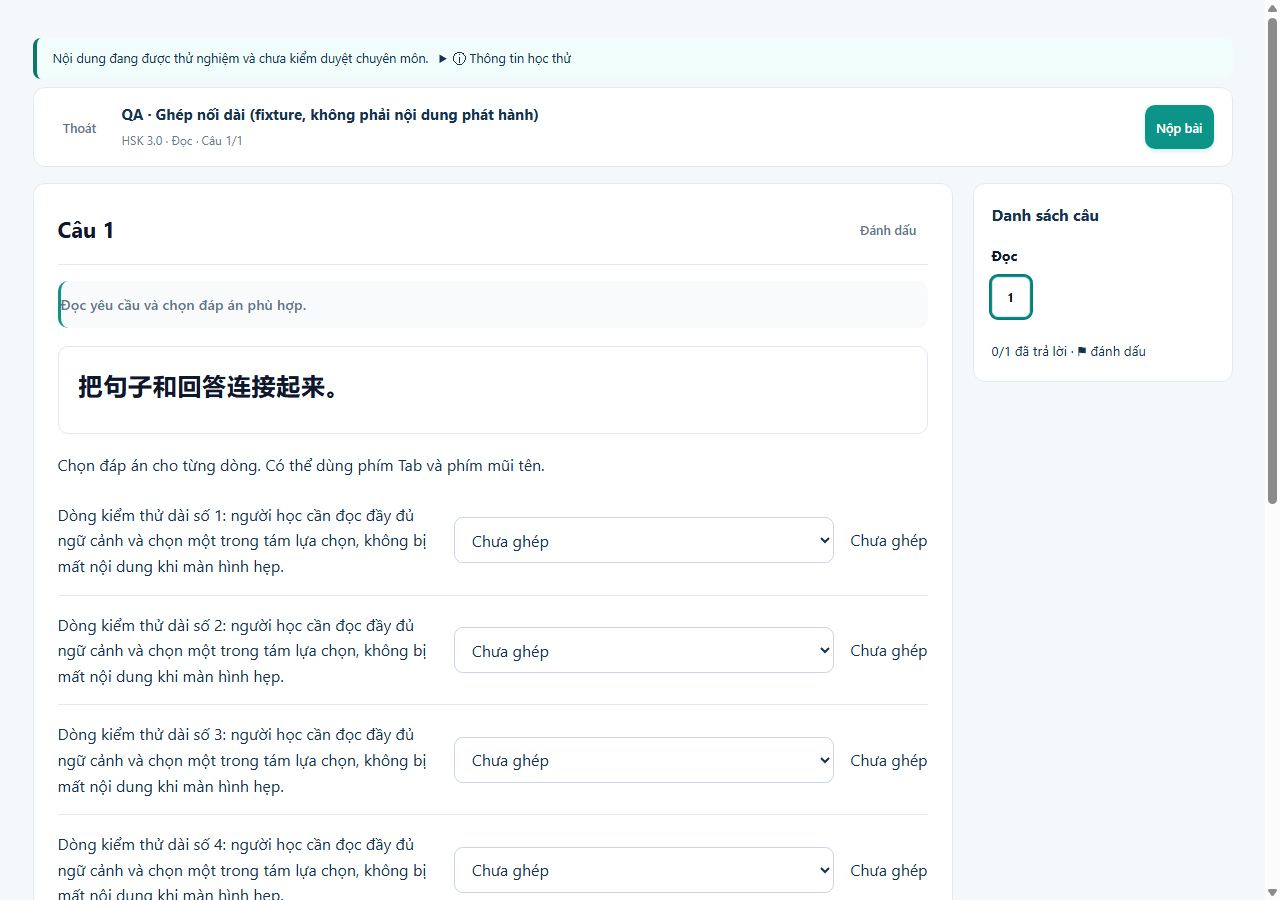 Nội dung đang được thử nghiệm và chưa kiểm duyệt chuyên môn. ▶ ⓘ Thông tin học thử
Thoát
QA · Ghép nối dài (fixture, không phải nội dung phát hành)
HSK 3.0 · Đọc · Câu 1/1
Nộp bài
Câu 1
Đánh dấu
Đọc yêu cầu và chọn đáp án phù hợp.
把句子和回答连接起来。
Chọn đáp án cho từng dòng. Có thể dùng phím Tab và phím mũi tên.
Dòng kiểm thử dài số 1: người học cần đọc đầy đủ
ngữ cảnh và chọn một trong tám lựa chọn, không bị
mất nội dung khi màn hình hẹp.
Chưa ghép
Chưa ghép
Dòng kiểm thử dài số 2: người học cần đọc đầy đủ
ngữ cảnh và chọn một trong tám lựa chọn, không bị
mất nội dung khi màn hình hẹp.
Chưa ghép
Chưa ghép
Dòng kiểm thử dài số 3: người học cần đọc đầy đủ
ngữ cảnh và chọn một trong tám lựa chọn, không bị
mất nội dung khi màn hình hẹp.
Chưa ghép
Chưa ghép
Dòng kiểm thử dài số 4: người học cần đọc đầy đủ
ngữ cảnh và chọn một trong tám lựa chọn, không bị
mất nội dung khi màn hình hẹp.
Chưa ghép
Chưa ghép
Danh sách câu
Đọc
1
0/1 đã trả lời · ⚑ đánh dấu